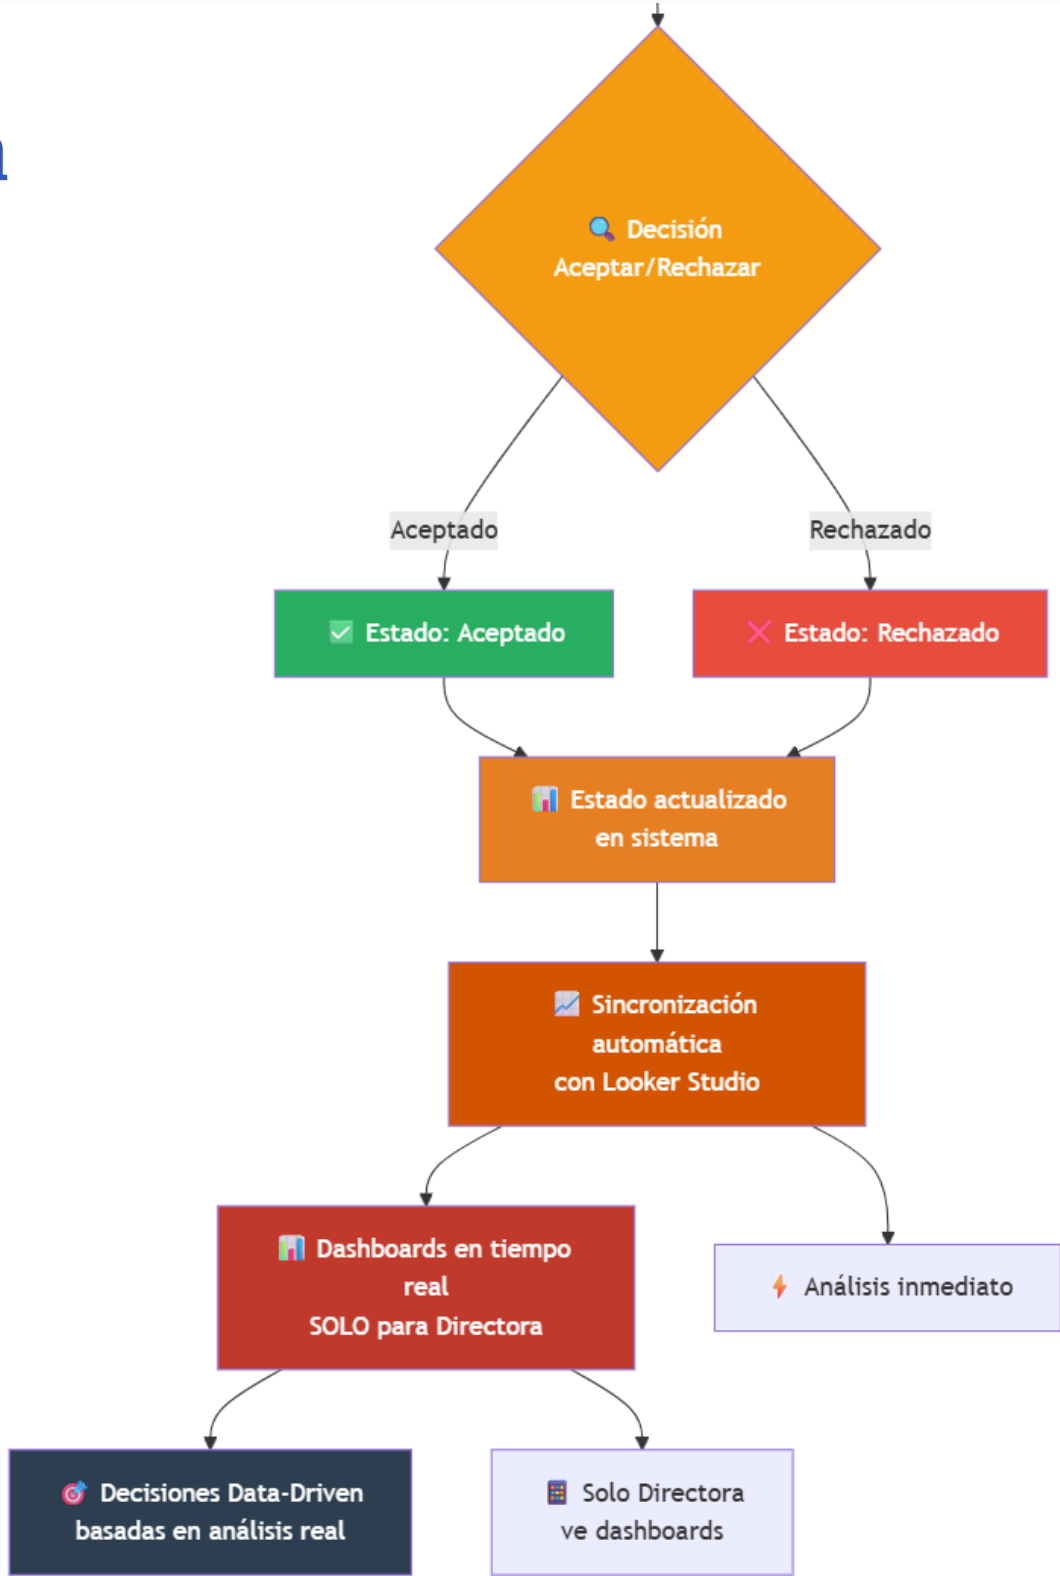 Decisión
Aceptar/Rechazar
Aceptado
Rechazado
Estado: Aceptado
Estado: Rechazado
Estado actualizado
en sistema
Sincronización
automática
con Looker Studio
Dashboards en tiempo
real
SOLO para Directora
Análisis inmediato
Decisiones Data-Driven
basadas en análisis real
Solo Directora
ve dashboards